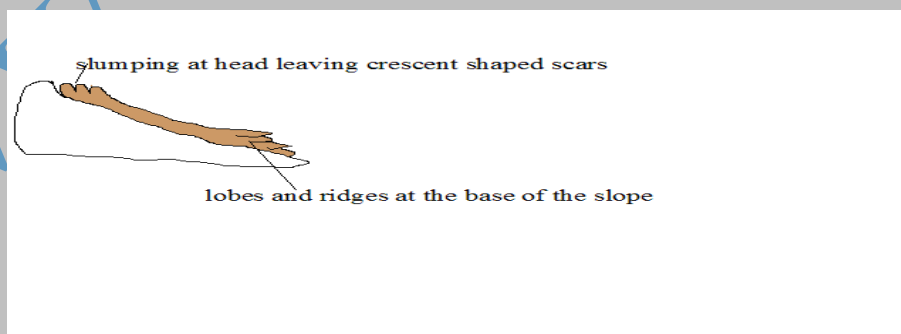 slumping at head leaving crescent shaped scars
lobes and ridges at the base of the slope